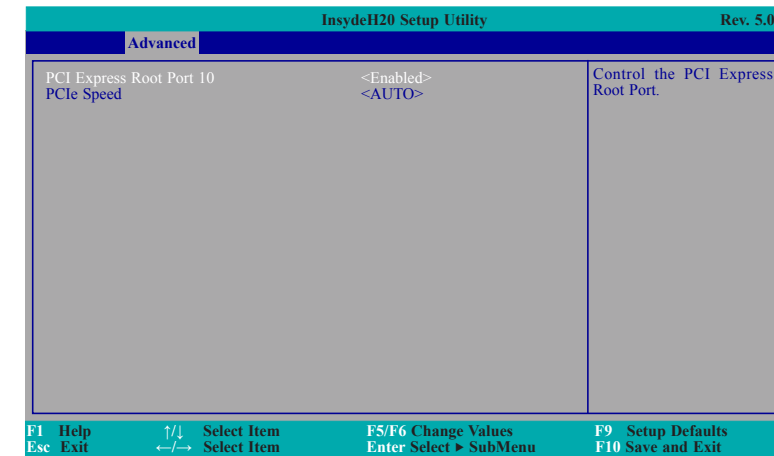 InsydeH20 Setup Utility Rev. 5.0
Advanced
PCI Express Root Port 10 <Enabled>
PCIe Speed <AUTO>
Control the PCI Express
Root Port.
F1 Help ↑/↓ Select Item F5/F6 Change Values F9 Setup Defaults
Esc Exit ←/→ Select Item Enter Select ► SubMenu F10 Save and Exit